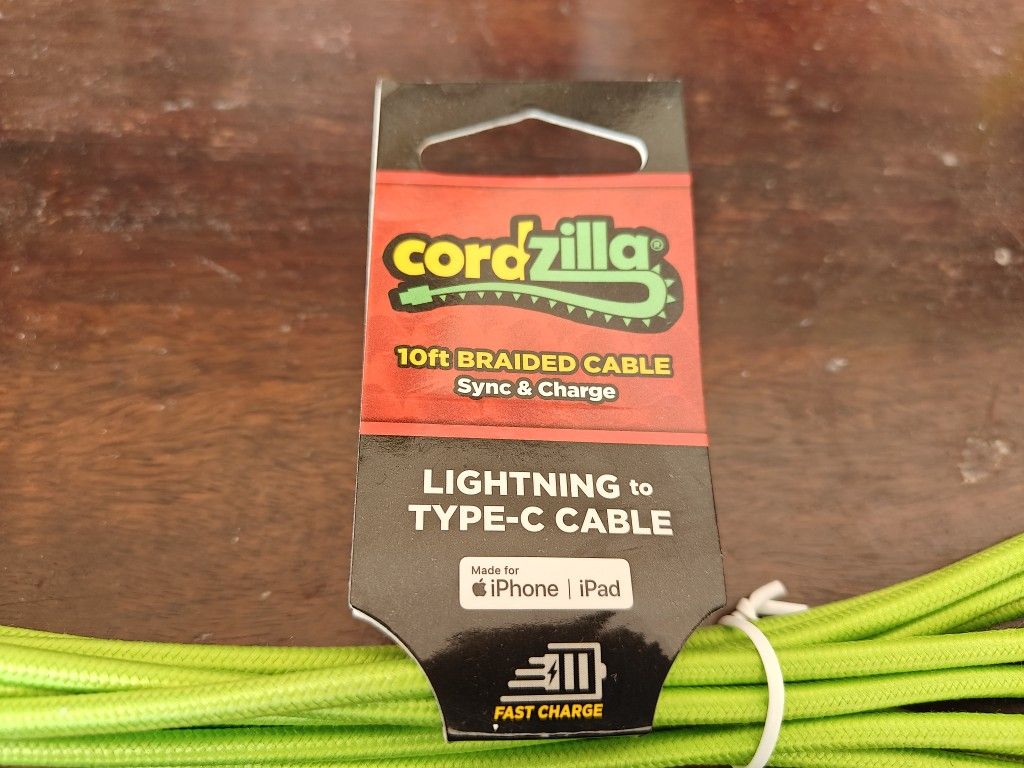 cordzilla®
10ft BRAIDED CABLE
Sync & Charge
LIGHTNING to
TYPE-C CABLE
Made for
iPhone | iPad
FAST CHARGE